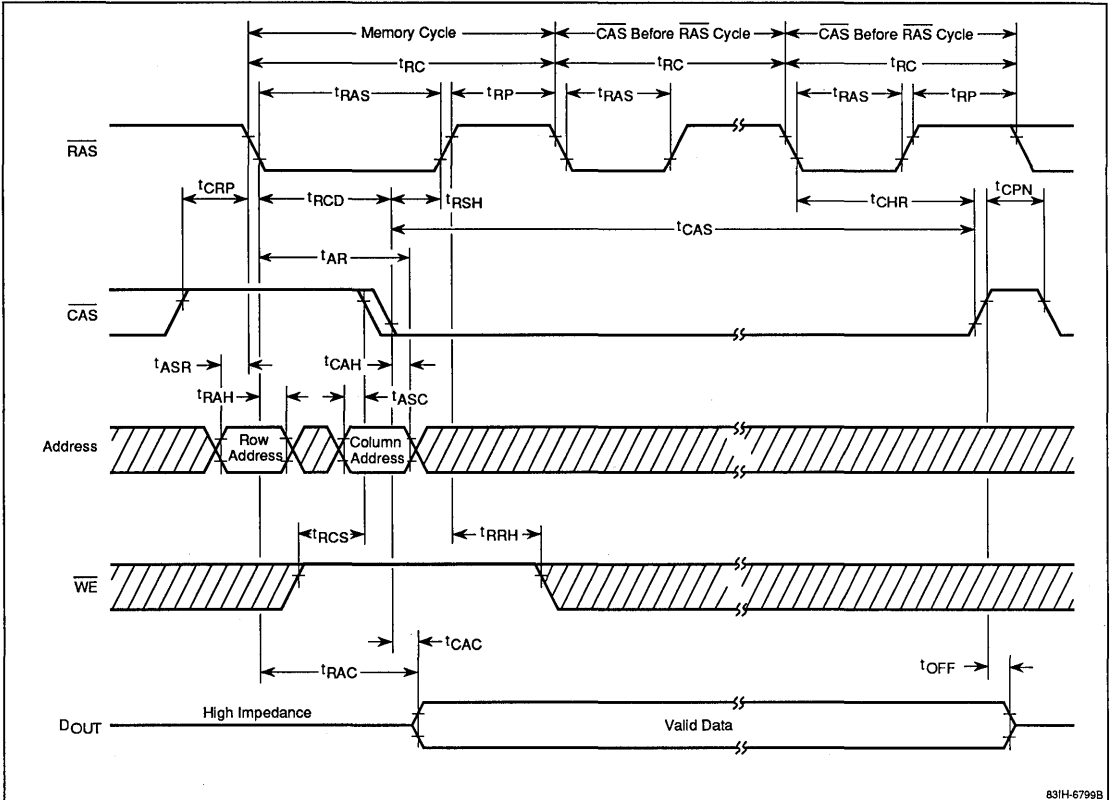 Memory Cycle
CAS Before RAS Cycle
CAS Before RAS Cycle
tRC
tRC
tRC
tRAS
tRP
tRAS
tRAS
tRP
RAS
tCRP
tRCD
tRSH
tCHR
tCPN
tCAS
tAR
CAS
tASR
tCAH
tRAH
tASC
Address
Row
Address
Column
Address
tRCS
tRRH
WE
tCAC
tRAC
tOFF
High Impedance
DOUT
Valid Data
83IH-6799B